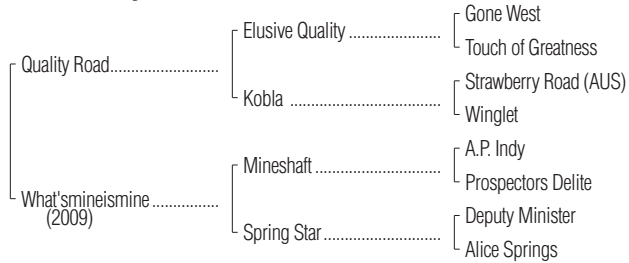 Gone West
Elusive Quality ....................
Touch of Greatness
Quality Road.......................
Strawberry Road (AUS)
Kobla .................................
Winglet
A.P. Indy
Mineshaft ...........................
Prospectors Delite
What'smineismine ..............
(2009)
Deputy Minister
Spring Star.........................
Alice Springs